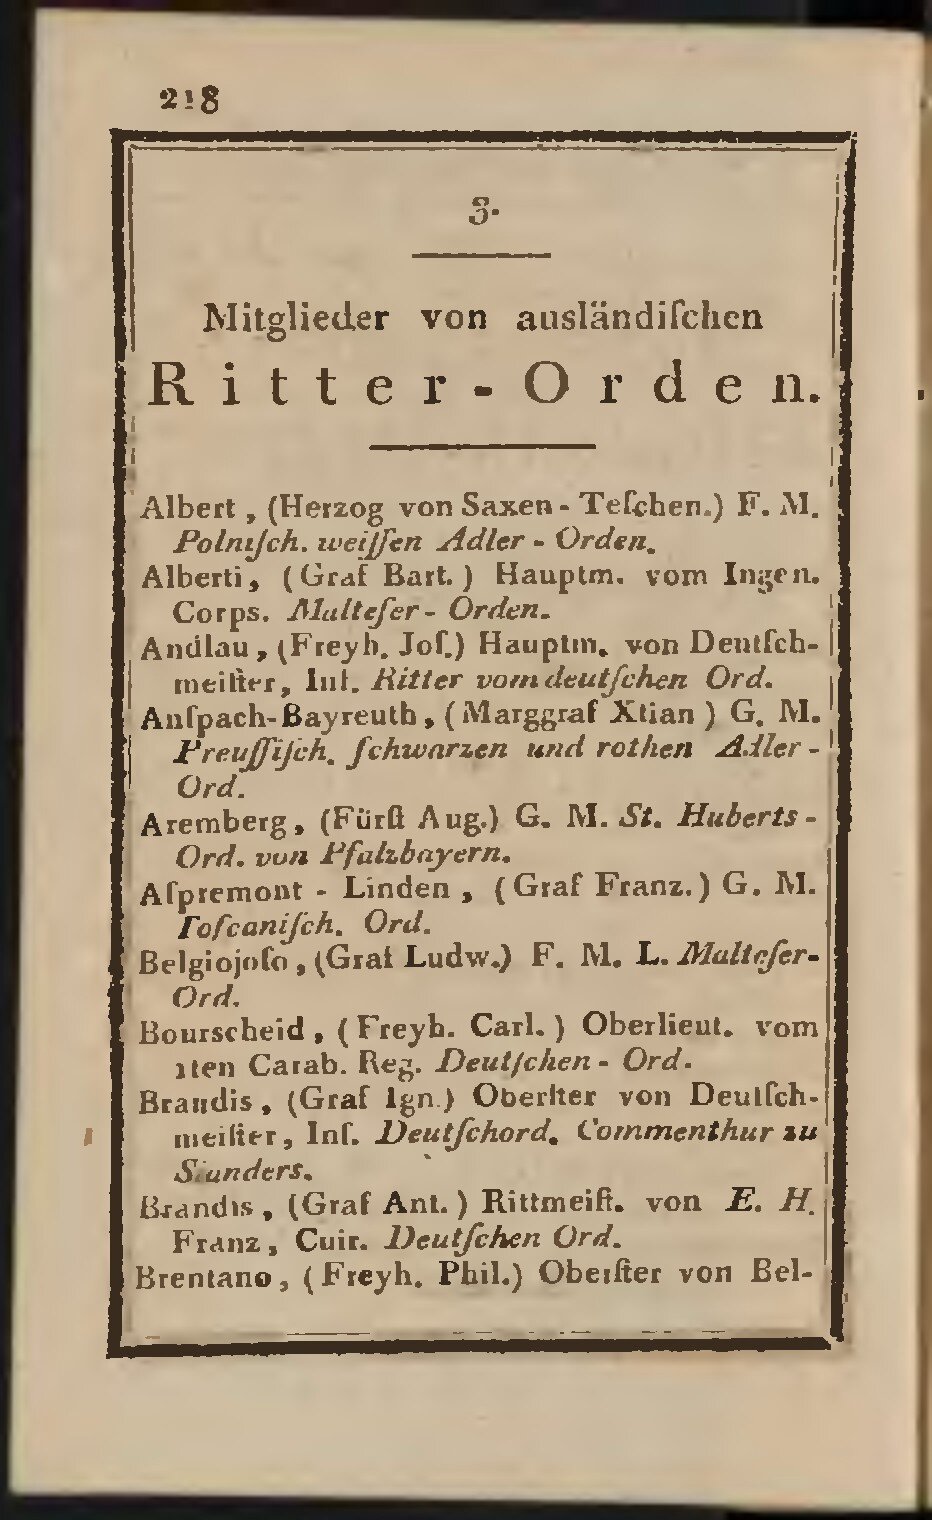 218
3.
Mitglieder von ausländiſchen
Ritter-Orden.
Albert, (Herzog von Saxen-Teſchen.) F. M.
Polniſch. weiſſen Adler-Orden.
Alberti, (Graf Bart.) Hauptm. vom Ingen.
Corps. Malteſer-Orden.
Andlau, (Freyh. Joſ.) Hauptm. von Deutſch-
meiſter, Inf. Ritter vom deutſchen Ord.
Anſpach-Bayreuth, (Marggraf Xtian) G. M.
Preuſſiſch. ſchwarzen und rothen Adler-
Ord.
Aremberg, (Fürſt Aug.) G. M. St. Huberts-
Ord. von Pfalzbayern.
Aſpremont-Linden, (Graf Franz.) G. M.
Toſcaniſch. Ord.
Belgiojoſo, (Graf Ludw.) F. M. L. Malteſer-
Ord.
Bourscheid, (Freyh. Carl.) Oberlieut. vom
1ten Carab. Reg. Deutſchen-Ord.
Brandis, (Graf Ign.) Oberſter von Deutſch-
meiſter, Inf. Deutſchord. Commenthur zu
Saunders.
Brandis, (Graf Ant.) Rittmeiſt. von E. H.
Franz, Cuir. Deutſchen Ord.
Brentano, (Freyh. Phil.) Oberſter von Bel-